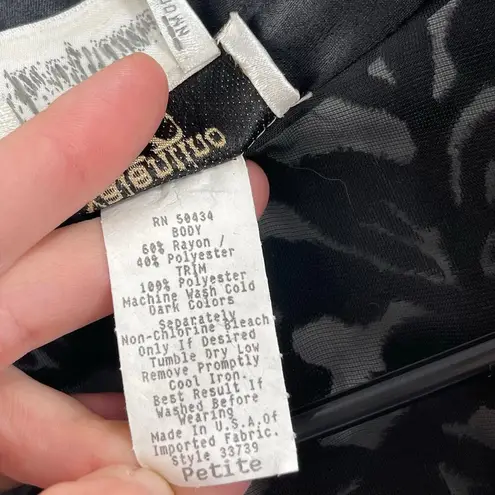 RN 50434
BODY
60% Rayon /
40% Polyester
TRIM
100% Polyester
Machine Wash Cold
Dark Colors
Separately
Non-Chlorine Bleach
Only If Desired
Tumble Dry Low
Remove Promptly
Cool Iron
Best Result If
Washed Before
Wearing
Made In U.S.A.Of
Imported Fabric.
Style 33739
Petite